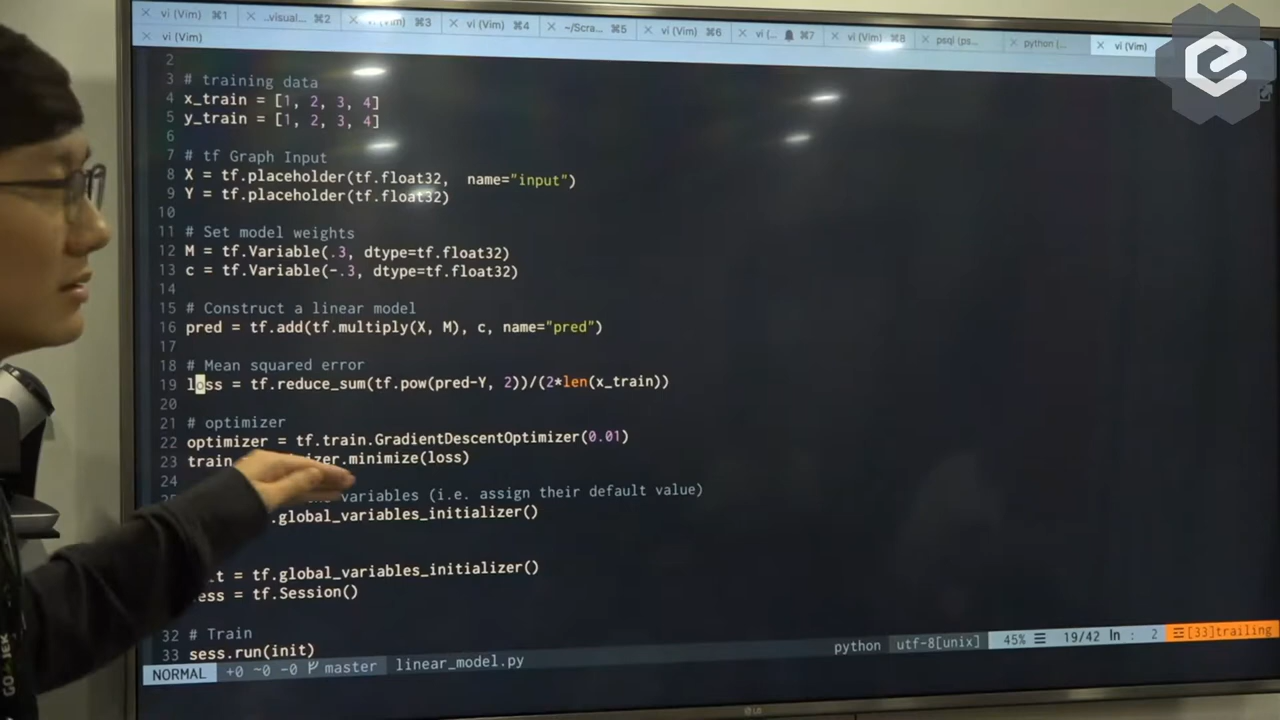 vi (Vim) ⌘1 ..visual... ⌘2 vim) ⌘3 vi (Vim) ⌘4 ~/Scra... ⌘5 vi (Vim) ⌘6 vi (... ⌘7 vi (Vim) ⌘8 psql (ps... python (... vi (Vim)
vi (Vim)
2
3 # training data
4 x_train = [1, 2, 3, 4]
5 y_train = [1, 2, 3, 4]
6
7 # tf Graph Input
8 X = tf.placeholder(tf.float32, name="input")
9 Y = tf.placeholder(tf.float32)
10
11 # Set model weights
12 M = tf.Variable(.3, dtype=tf.float32)
13 c = tf.Variable(-.3, dtype=tf.float32)
14
15 # Construct a linear model
16 pred = tf.add(tf.multiply(X, M), c, name="pred")
17
18 # Mean squared error
19 loss = tf.reduce_sum(tf.pow(pred-Y, 2))/(2*len(x_train))
20
21 # optimizer
22 optimizer = tf.train.GradientDescentOptimizer(0.01)
23 train izer.minimize(loss)
24
variables (i.e. assign their default value)
.global_variables_initializer()
t = tf.global_variables_initializer()
ess = tf.Session()
32 # Train
33 sess.run(init)
NORMAL +0 ~0 -0 master linear_model.py python utf-8[unix] 45% ☰ 19/42 ln : 2 ☲[33]trailing
LG
GO-JEK